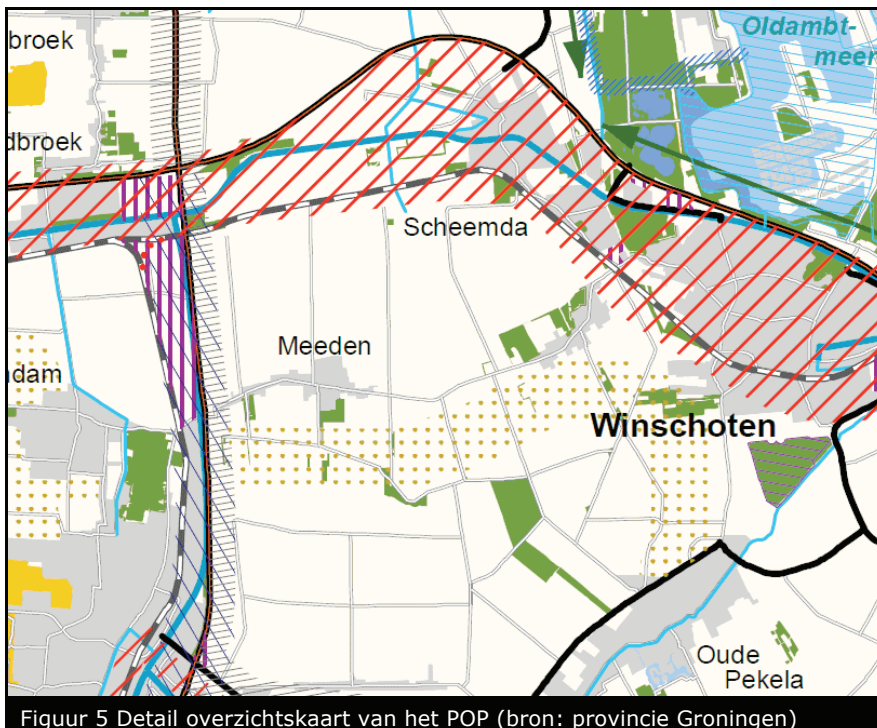 broek
Oldambt-
meer
dbroek
Scheemda
Meeden
dam
Winschoten
Oude
Pekela
Figuur 5 Detail overzichtskaart van het POP (bron: provincie Groningen)